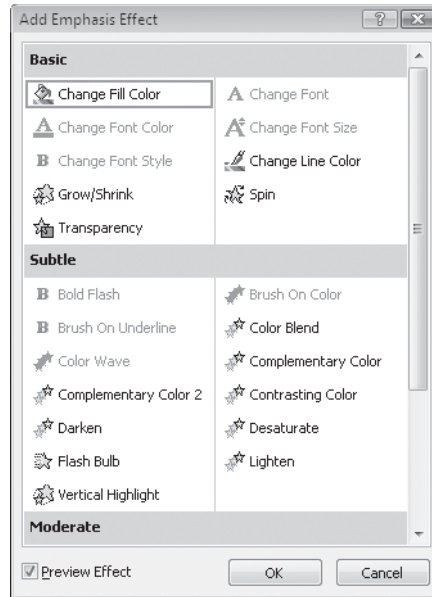 Add Emphasis Effect
Basic
Change Fill Color
Change Font
Change Font Color
Change Font Size
Change Font Style
Change Line Color
Grow/Shrink
Spin
Transparency
Subtle
Bold Flash
Brush On Color
Brush On Underline
Color Blend
Color Wave
Complementary Color
Complementary Color 2
Contrasting Color
Darken
Desaturate
Flash Bulb
Lighten
Vertical Highlight
Moderate
Preview Effect
OK
Cancel